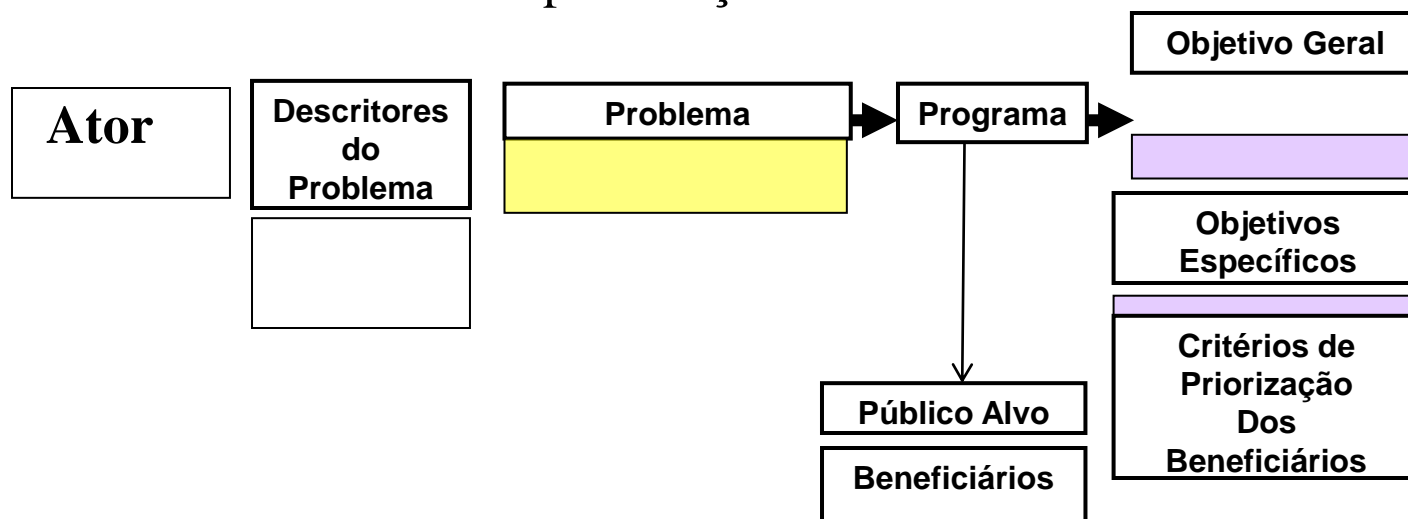 Objetivo Geral
Ator
Descritores
do
Problema
Problema
Programa
Objetivos
Específicos
Critérios de
Priorização
Dos
Beneficiários
Público Alvo
Beneficiários